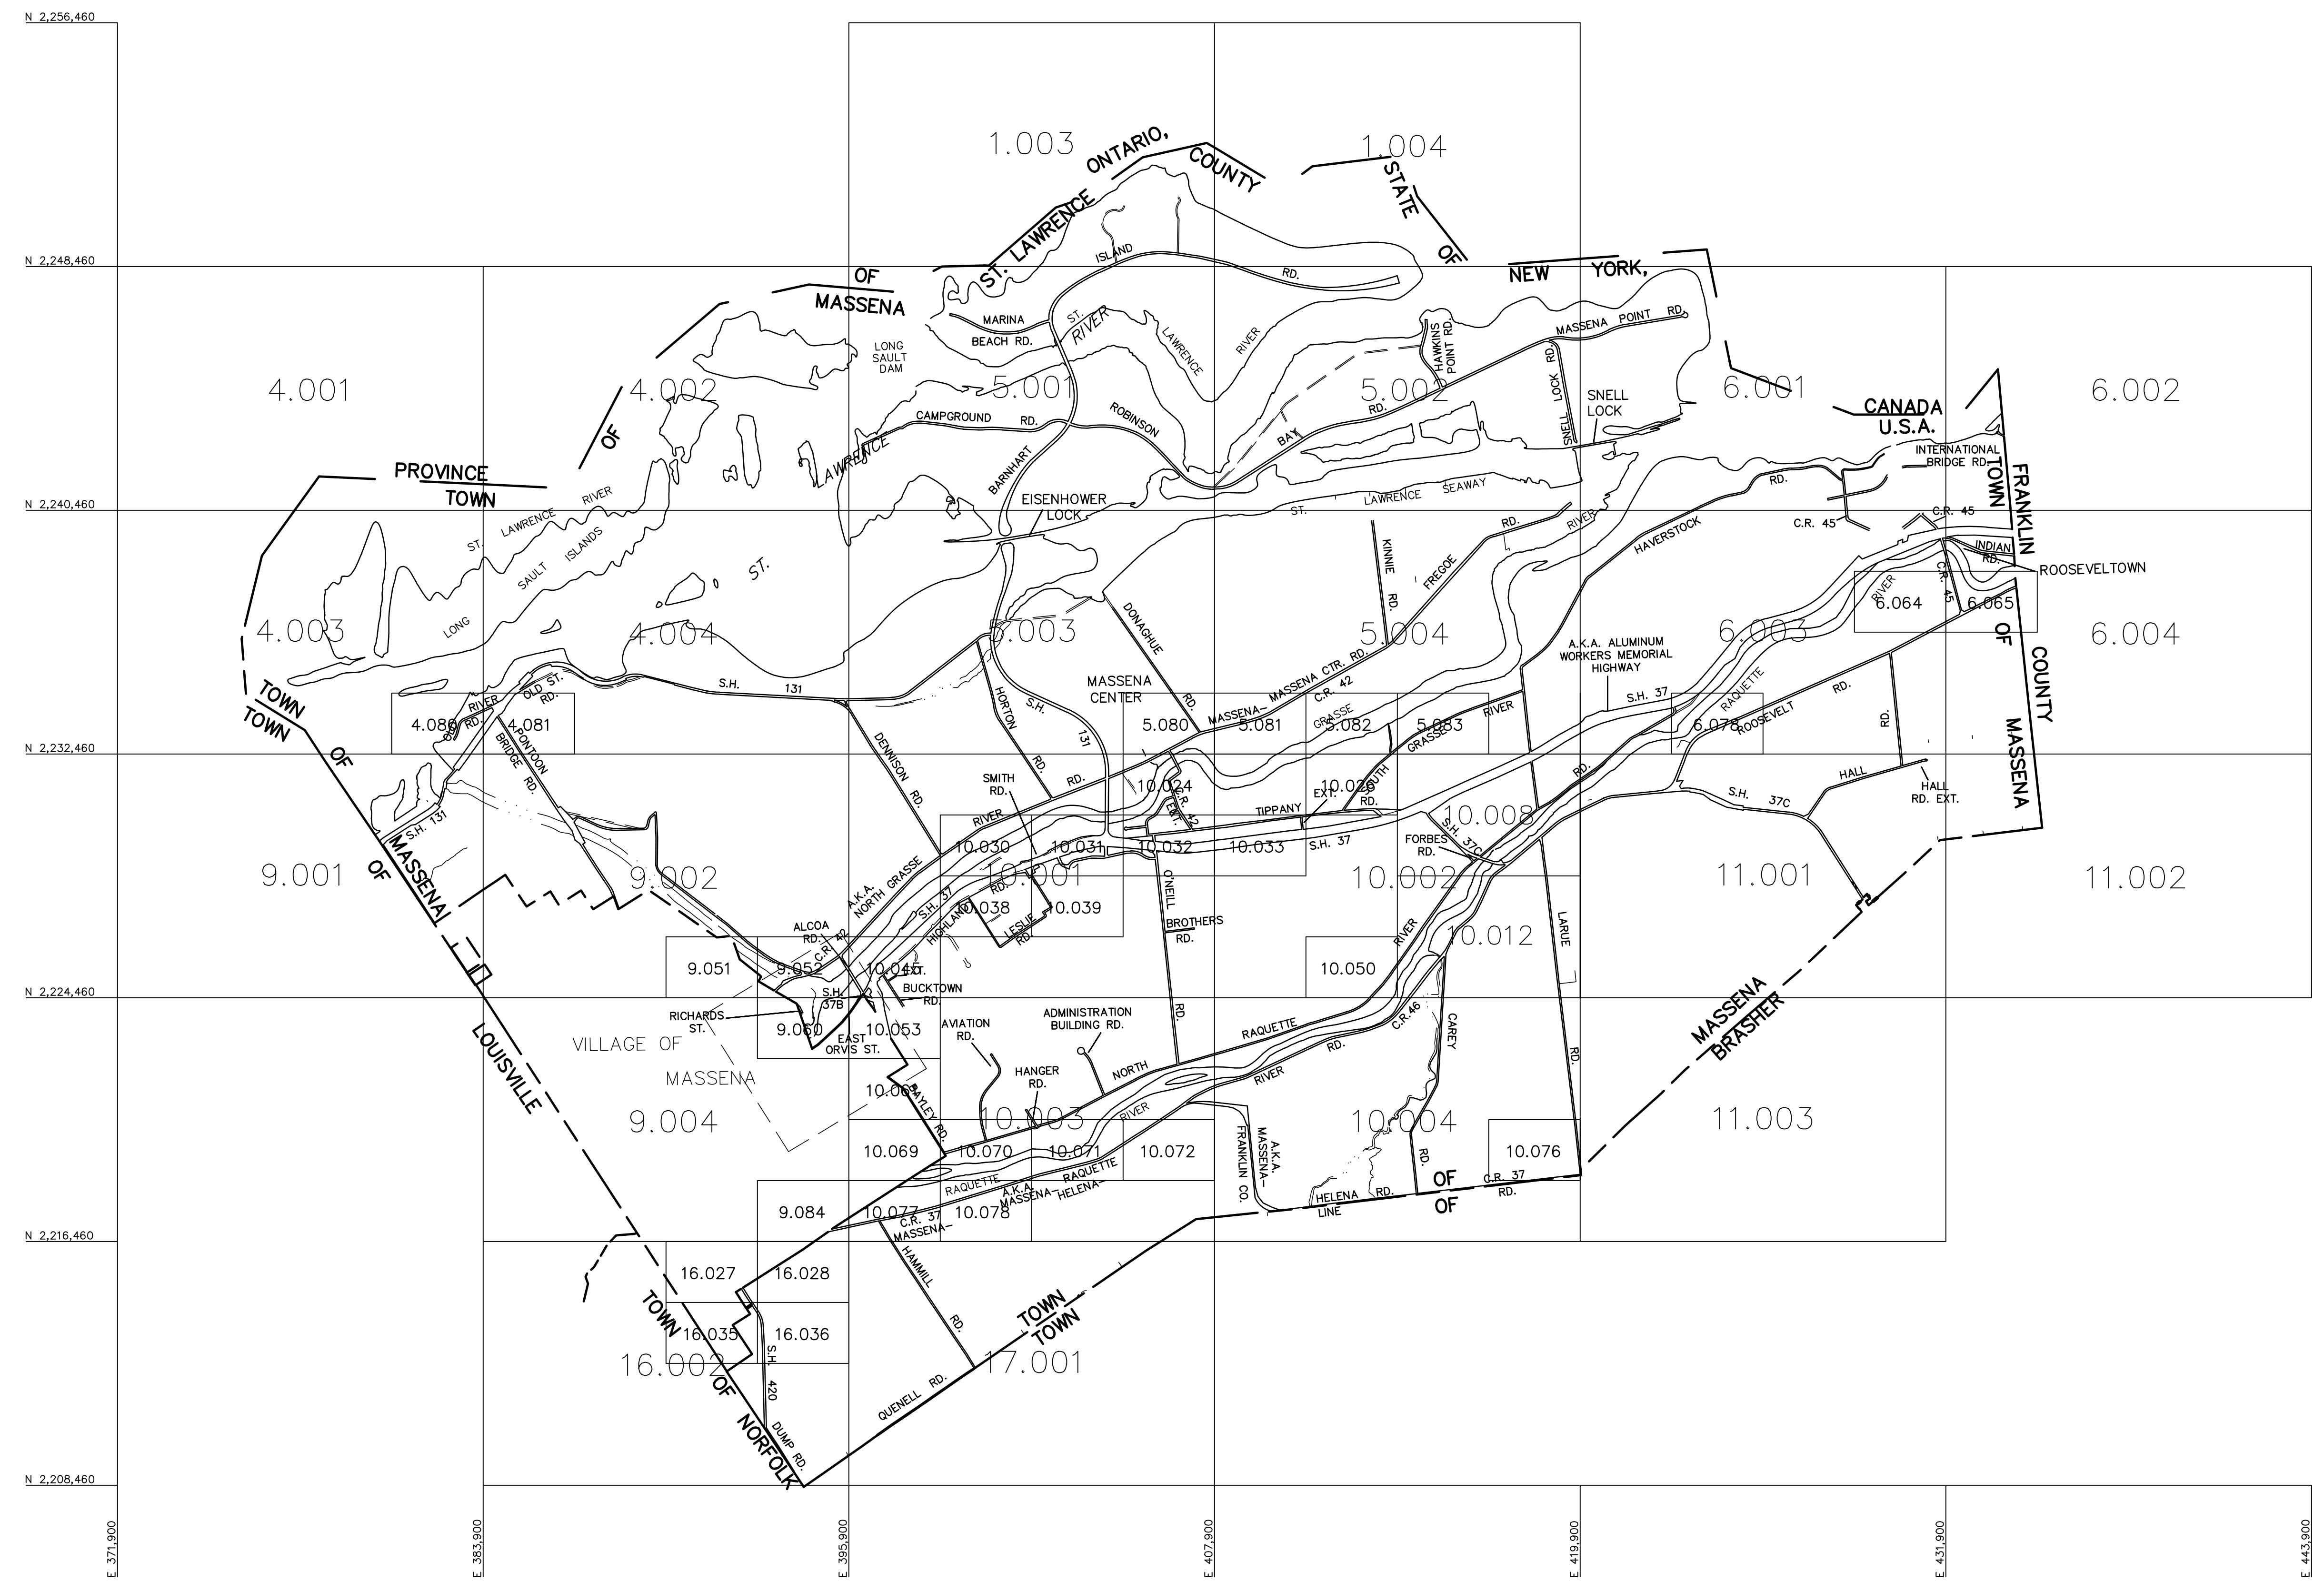 N 2,256,460
1.003
1.004
ST. LAWRENCE
ONTARIO,
COUNTY
STATE
OF
N 2,248,460
ISLAND
RD.
OF
MASSENA
NEW YORK,
MARINA
BEACH RD.
ST.
RIVER
LONG
SAULT
DAM
LAWRENCE
RIVER
HAWKINS
POINT RD.
MASSENA POINT RD.
4.001
4.002
5.001
5.002
6.001
6.002
SNELL LOCK RD.
SNELL
LOCK
CAMPGROUND RD.
ROBINSON
BAY
RD.
CANADA
U.S.A.
OF
BARNHART
LAWRENCE
INTERNATIONAL
BRIDGE RD.
TOWN
FRANKLIN
PROVINCE
TOWN
N 2,240,460
ST. LAWRENCE RIVER
EISENHOWER
LOCK
ST. LAWRENCE SEAWAY
RD.
C.R. 45
C.R. 45
LONG SAULT ISLANDS
ST.
KINNIE RD.
FREGOE
RD.
RIVER
HAVERSTOCK
INDIAN
RD.
ROOSEVELTOWN
C.R. 45
RIVER
6.064
6.065
4.003
4.004
5.003
5.004
6.003
6.004
DONAGHUE
RD.
A.K.A. ALUMINUM
WORKERS MEMORIAL
HIGHWAY
OF
COUNTY
MASSENA
TOWN
TOWN
OF
S.H. 131
OLD ST.
RD.
RIVER
RD.
OLD
HORTON
RD.
S.H.
131
MASSENA
CENTER
MASSENA-
MASSENA CTR. RD.
C.R. 42
GRASSE
S.H. 37
RAQUETTE
ROOSEVELT
RD.
RD.
4.080
4.081
5.080
5.081
5.082
5.083
6.078
N 2,232,460
PONTOON
BRIDGE RD.
DENNISON
RD.
SMITH
RD.
RD.
SOUTH
GRASSE
RIVER
RD.
RD.
HALL
HALL
RD. EXT.
10.024
10.026
C.R. 42
EXT.
TIPPANY
EXT.
10.008
S.H. 37C
S.H. 131
RIVER
10.030
10.031
10.032
10.033
S.H. 37
FORBES
RD.
S.H. 37C
9.001
MASSENA
OF
9.002
A.K.A.
NORTH GRASSE
S.H. 37
HIGHLAND
RD.
10.001
10.002
11.001
11.002
10.038
10.039
LESLIE
RD.
O'NEILL
BROTHERS
RD.
RD.
RIVER
LARUE
RD.
10.012
ALCOA
RD.
C.R. 42
9.051
9.052
10.045
10.050
EXT.
BUCKTOWN
RD.
N 2,224,460
S.H.
37B
RICHARDS
ST.
9.060
10.053
EAST
ORVIS ST.
AVIATION
RD.
ADMINISTRATION
BUILDING RD.
RAQUETTE
C.R.46
CAREY
RD.
MASSENA
BRASHER
LOUISVILLE
VILLAGE OF
MASSENA
BAYLEY RD.
HANGER
RD.
NORTH
RIVER
RD.
9.004
10.003
10.004
11.003
RIVER
10.069
10.070
10.071
10.072
10.076
A.K.A.
MASSENA-
FRANKLIN CO.
RAQUETTE
A.K.A.
MASSENA-
RAQUETTE
HELENA-
HELENA
RD.
LINE
OF
OF
C.R. 37
RD.
9.084
10.077
10.078
C.R. 37
MASSENA-
N 2,216,460
16.027
16.028
HAMMILL
RD.
TOWN
TOWN
TOWN
16.035
16.036
16.002
17.001
S.H. 420
OF
NORFOLK
DUMP RD.
QUENELL RD.
N 2,208,460
E 371,900
E 383,900
E 395,900
E 407,900
E 419,900
E 431,900
E 443,900